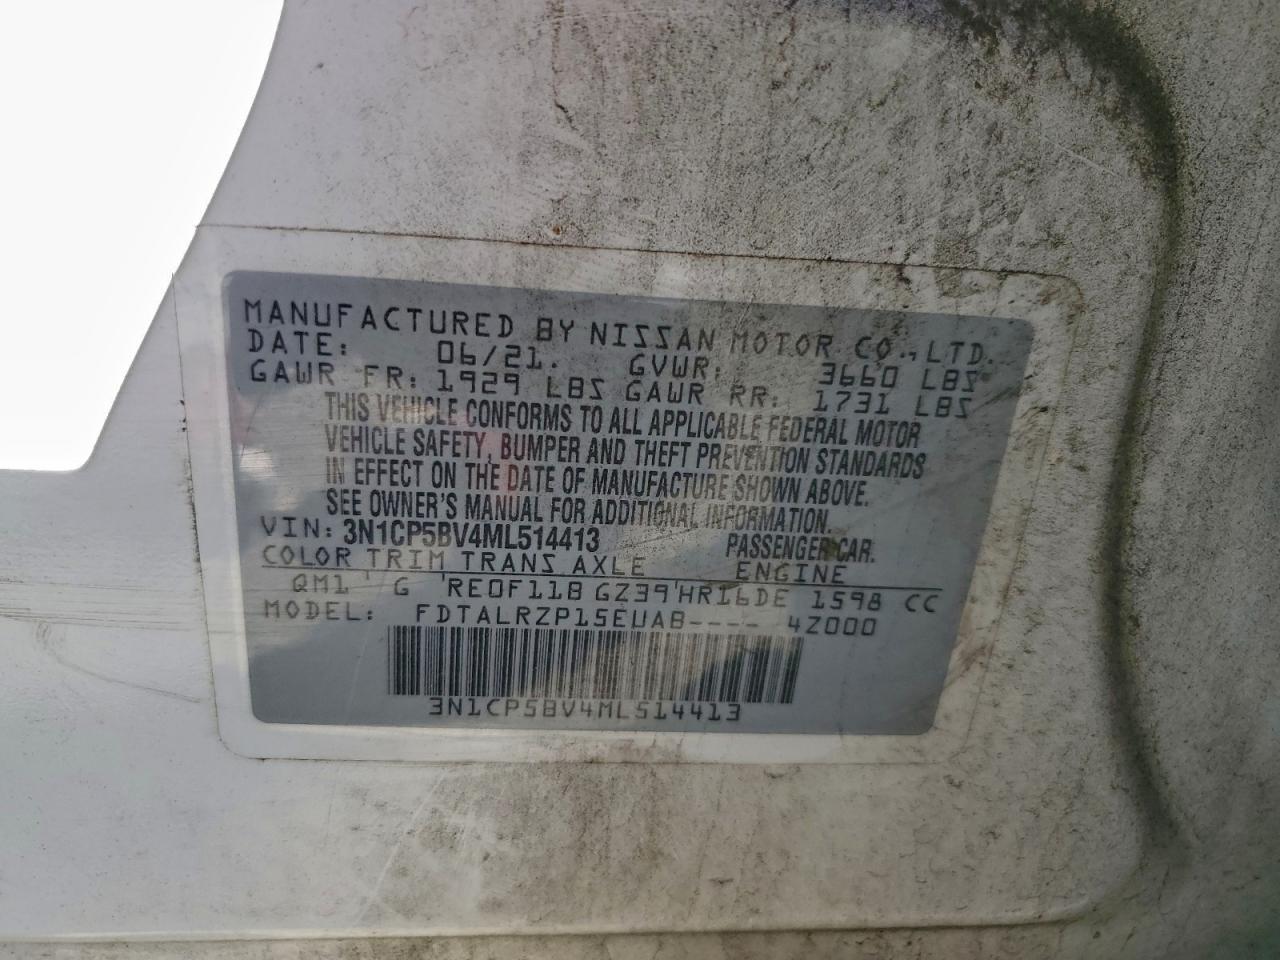 MANUFACTURED BY NISSAN MOTOR CO., LTD.
DATE: 06/21. GVWR: 3660 LBS
GAWR FR: 1929 LBS GAWR RR: 1731 LBS
THIS VEHICLE CONFORMS TO ALL APPLICABLE FEDERAL MOTOR
VEHICLE SAFETY, BUMPER AND THEFT PREVENTION STANDARDS
IN EFFECT ON THE DATE OF MANUFACTURE SHOWN ABOVE.
SEE OWNER'S MANUAL FOR ADDITIONAL INFORMATION.
VIN: 3N1CP5BV4ML514413 PASSENGER CAR.
COLOR TRIM TRANS AXLE ENGINE
QM1 ' G 'RE0F11B GZ39'HR16DE 1598 CC
MODEL: FDTALRZP15EUAB---- 4Z000
3N1CP5BV4ML514413